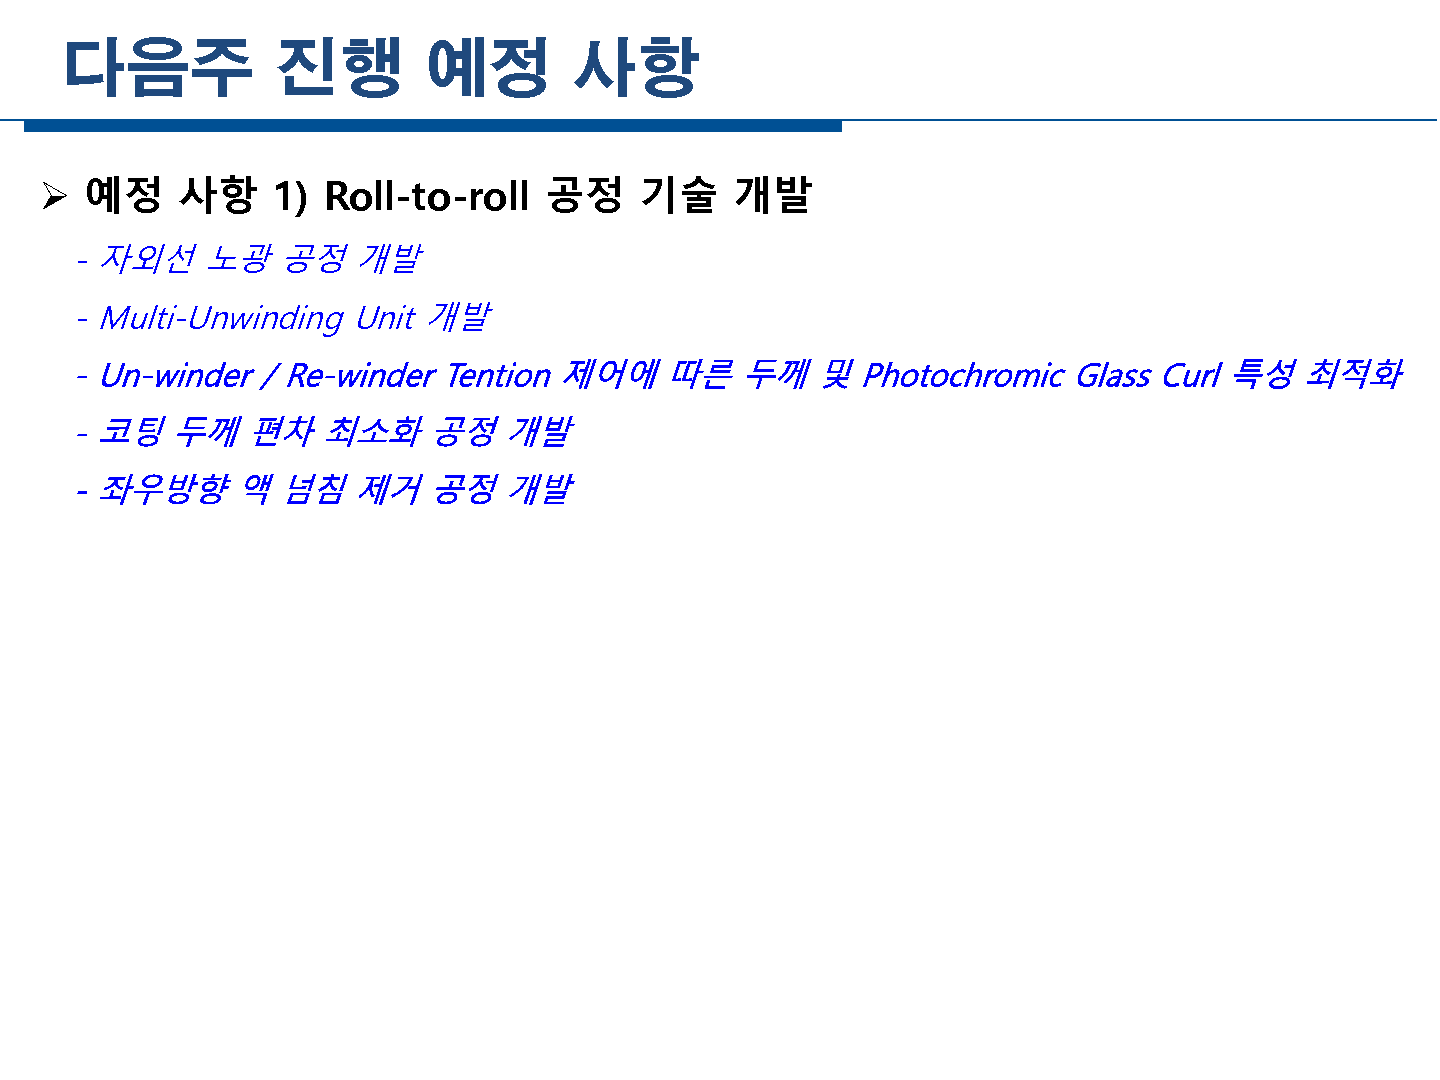 다음주 진행 예정 사항
➢ 예정 사항 1) Roll-to-roll 공정 기술 개발
- 자외선 노광 공정 개발
- Multi-Unwinding Unit 개발
- Un-winder / Re-winder Tention 제어에 따른 두께 및 Photochromic Glass Curl 특성 최적화
- 코팅 두께 편차 최소화 공정 개발
- 좌우방향 액 넘침 제거 공정 개발